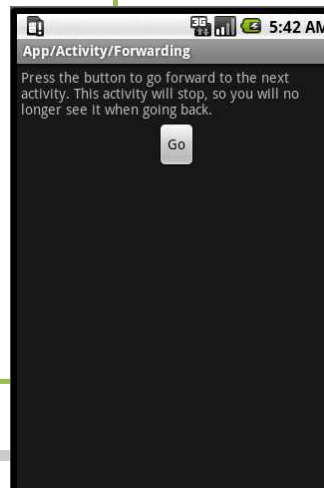 3G 5:42 AM
App/Activity/Forwarding
Press the button to go forward to the next
activity. This activity will stop, so you will no
longer see it when going back.
Go